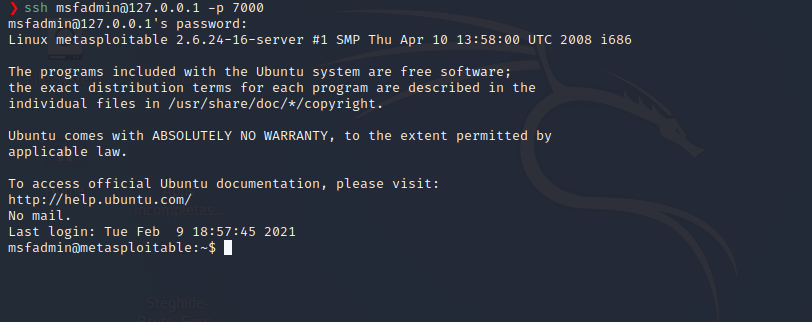 ❯ ssh msfadmin@127.0.0.1 -p 7000
msfadmin@127.0.0.1's password:
Linux metasploitable 2.6.24-16-server #1 SMP Thu Apr 10 13:58:00 UTC 2008 i686
The programs included with the Ubuntu system are free software;
the exact distribution terms for each program are described in the
individual files in /usr/share/doc/*/copyright.
Ubuntu comes with ABSOLUTELY NO WARRANTY, to the extent permitted by
applicable law.
To access official Ubuntu documentation, please visit:
http://help.ubuntu.com/
No mail.
Last login: Tue Feb  9 18:57:45 2021
msfadmin@metasploitable:~$